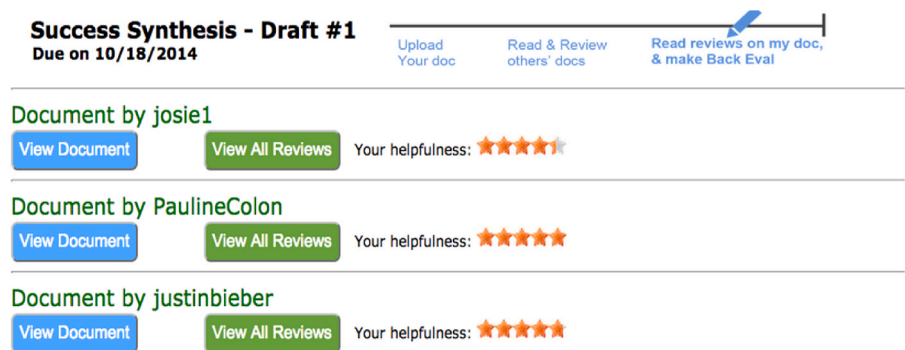 Success Synthesis - Draft #1
Due on 10/18/2014
Upload
Your doc
Read & Review
others' docs
Read reviews on my doc,
& make Back Eval
Document by josie1
View Document View All Reviews Your helpfulness:
Document by PaulineColon
View Document View All Reviews Your helpfulness:
Document by justinbieber
View Document View All Reviews Your helpfulness: